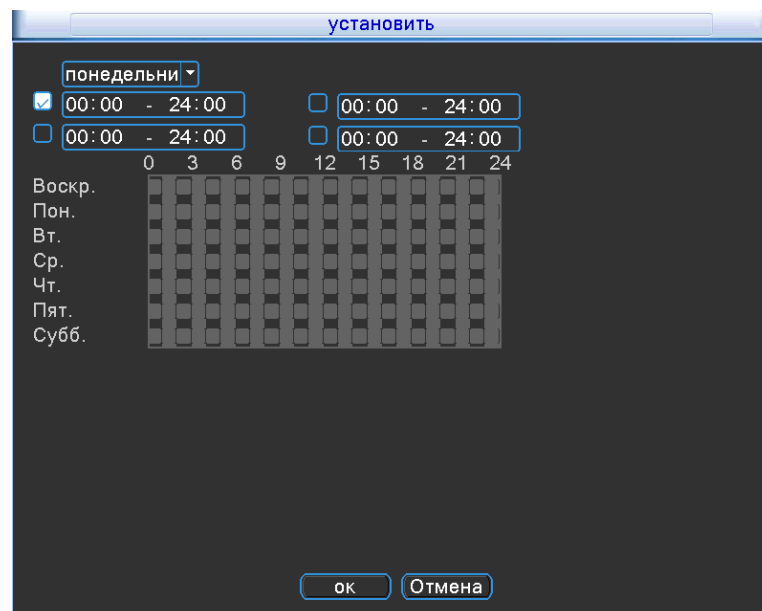 установить
понедельни
00:00 - 24:00 00:00 - 24:00
00:00 - 24:00 00:00 - 24:00
0 3 6 9 12 15 18 21 24
Воскр.
Пон.
Вт.
Ср.
Чт.
Пят.
Субб.
ок Отмена